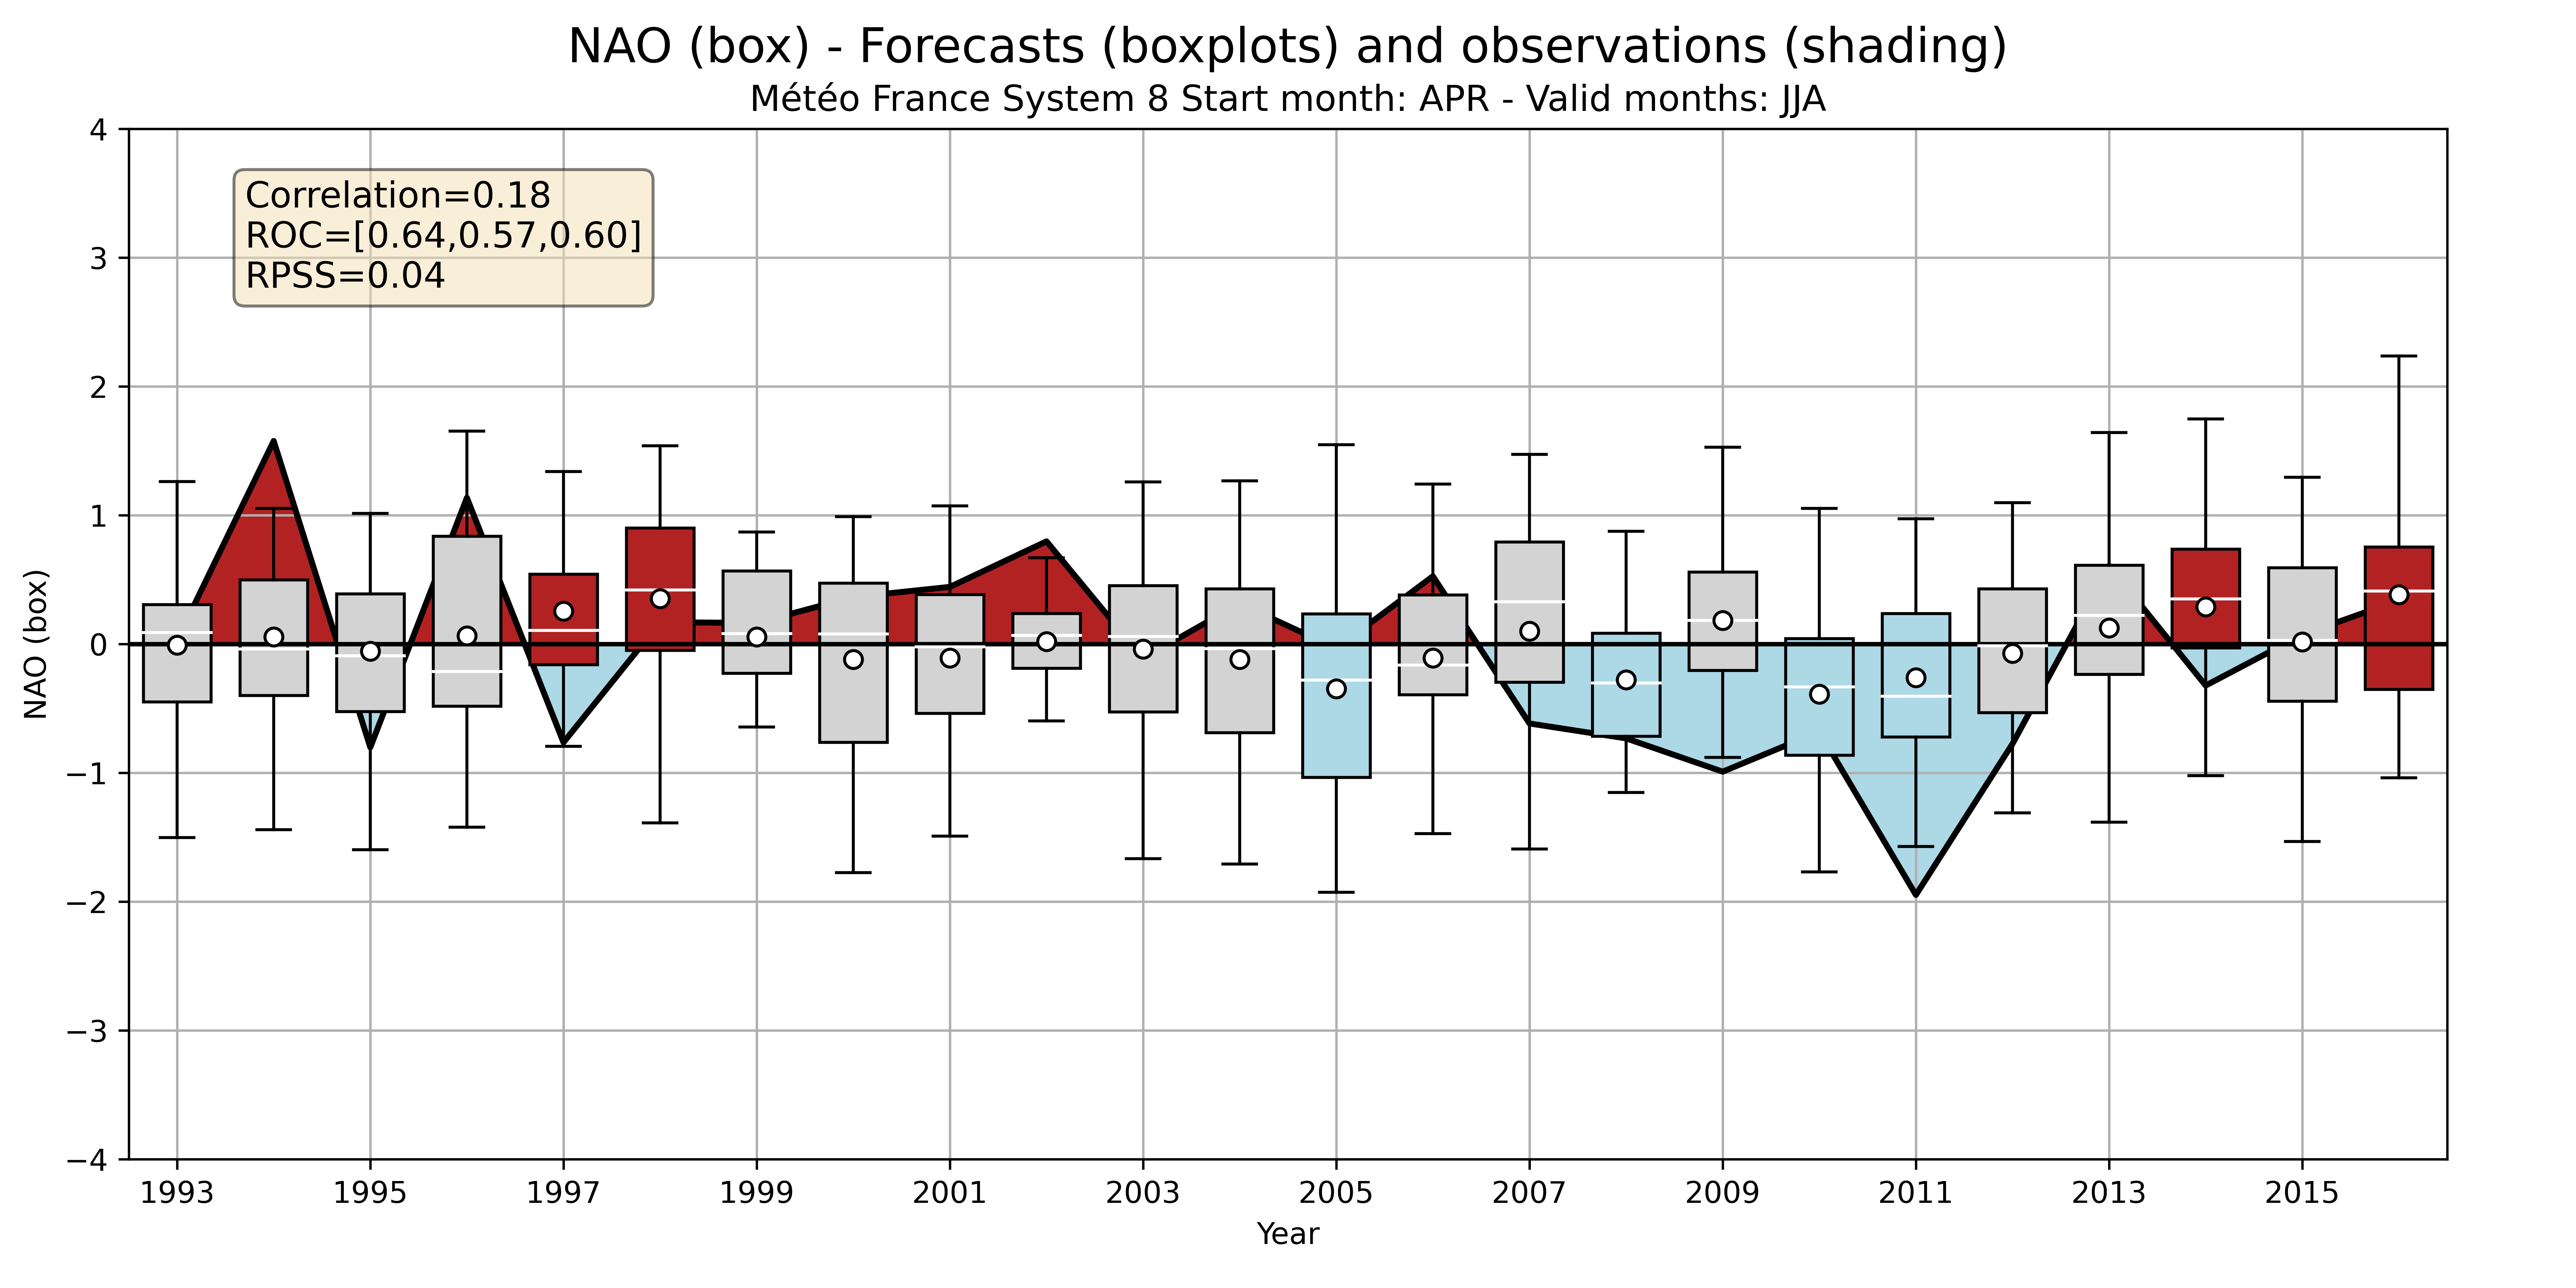 NAO (box) - Forecasts (boxplots) and observations (shading)
Météo France System 8 Start month: APR - Valid months: JJA
Correlation=0.18
ROC=[0.64,0.57,0.60]
RPSS=0.04
NAO (box)
4
3
2
1
0
−1
−2
−3
−4
1993 1995 1997 1999 2001 2003 2005 2007 2009 2011 2013 2015
Year